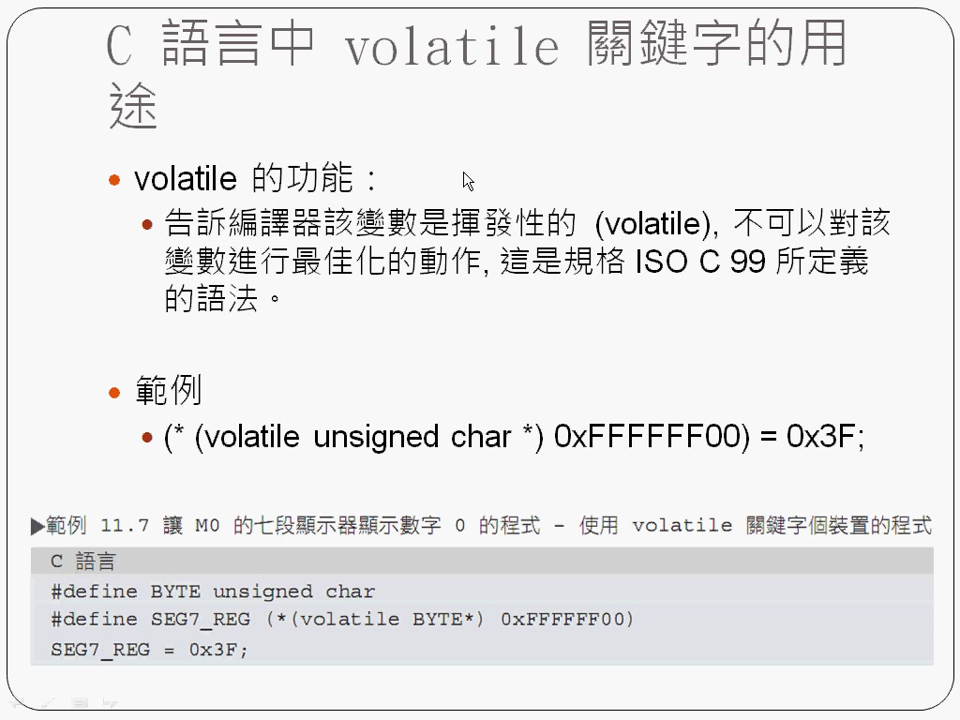 C 語言中 volatile 關鍵字的用
途
• volatile 的功能：
• 告訴編譯器該變數是揮發性的 (volatile), 不可以對該
變數進行最佳化的動作, 這是規格 ISO C 99 所定義
的語法。
• 範例
• (* (volatile unsigned char *) 0xFFFFFF00) = 0x3F;
▶範例 11.7 讓 M0 的七段顯示器顯示數字 0 的程式 – 使用 volatile 關鍵字個裝置的程式
C 語言
#define BYTE unsigned char
#define SEG7_REG (*(volatile BYTE*) 0xFFFFFF00)
SEG7_REG = 0x3F;